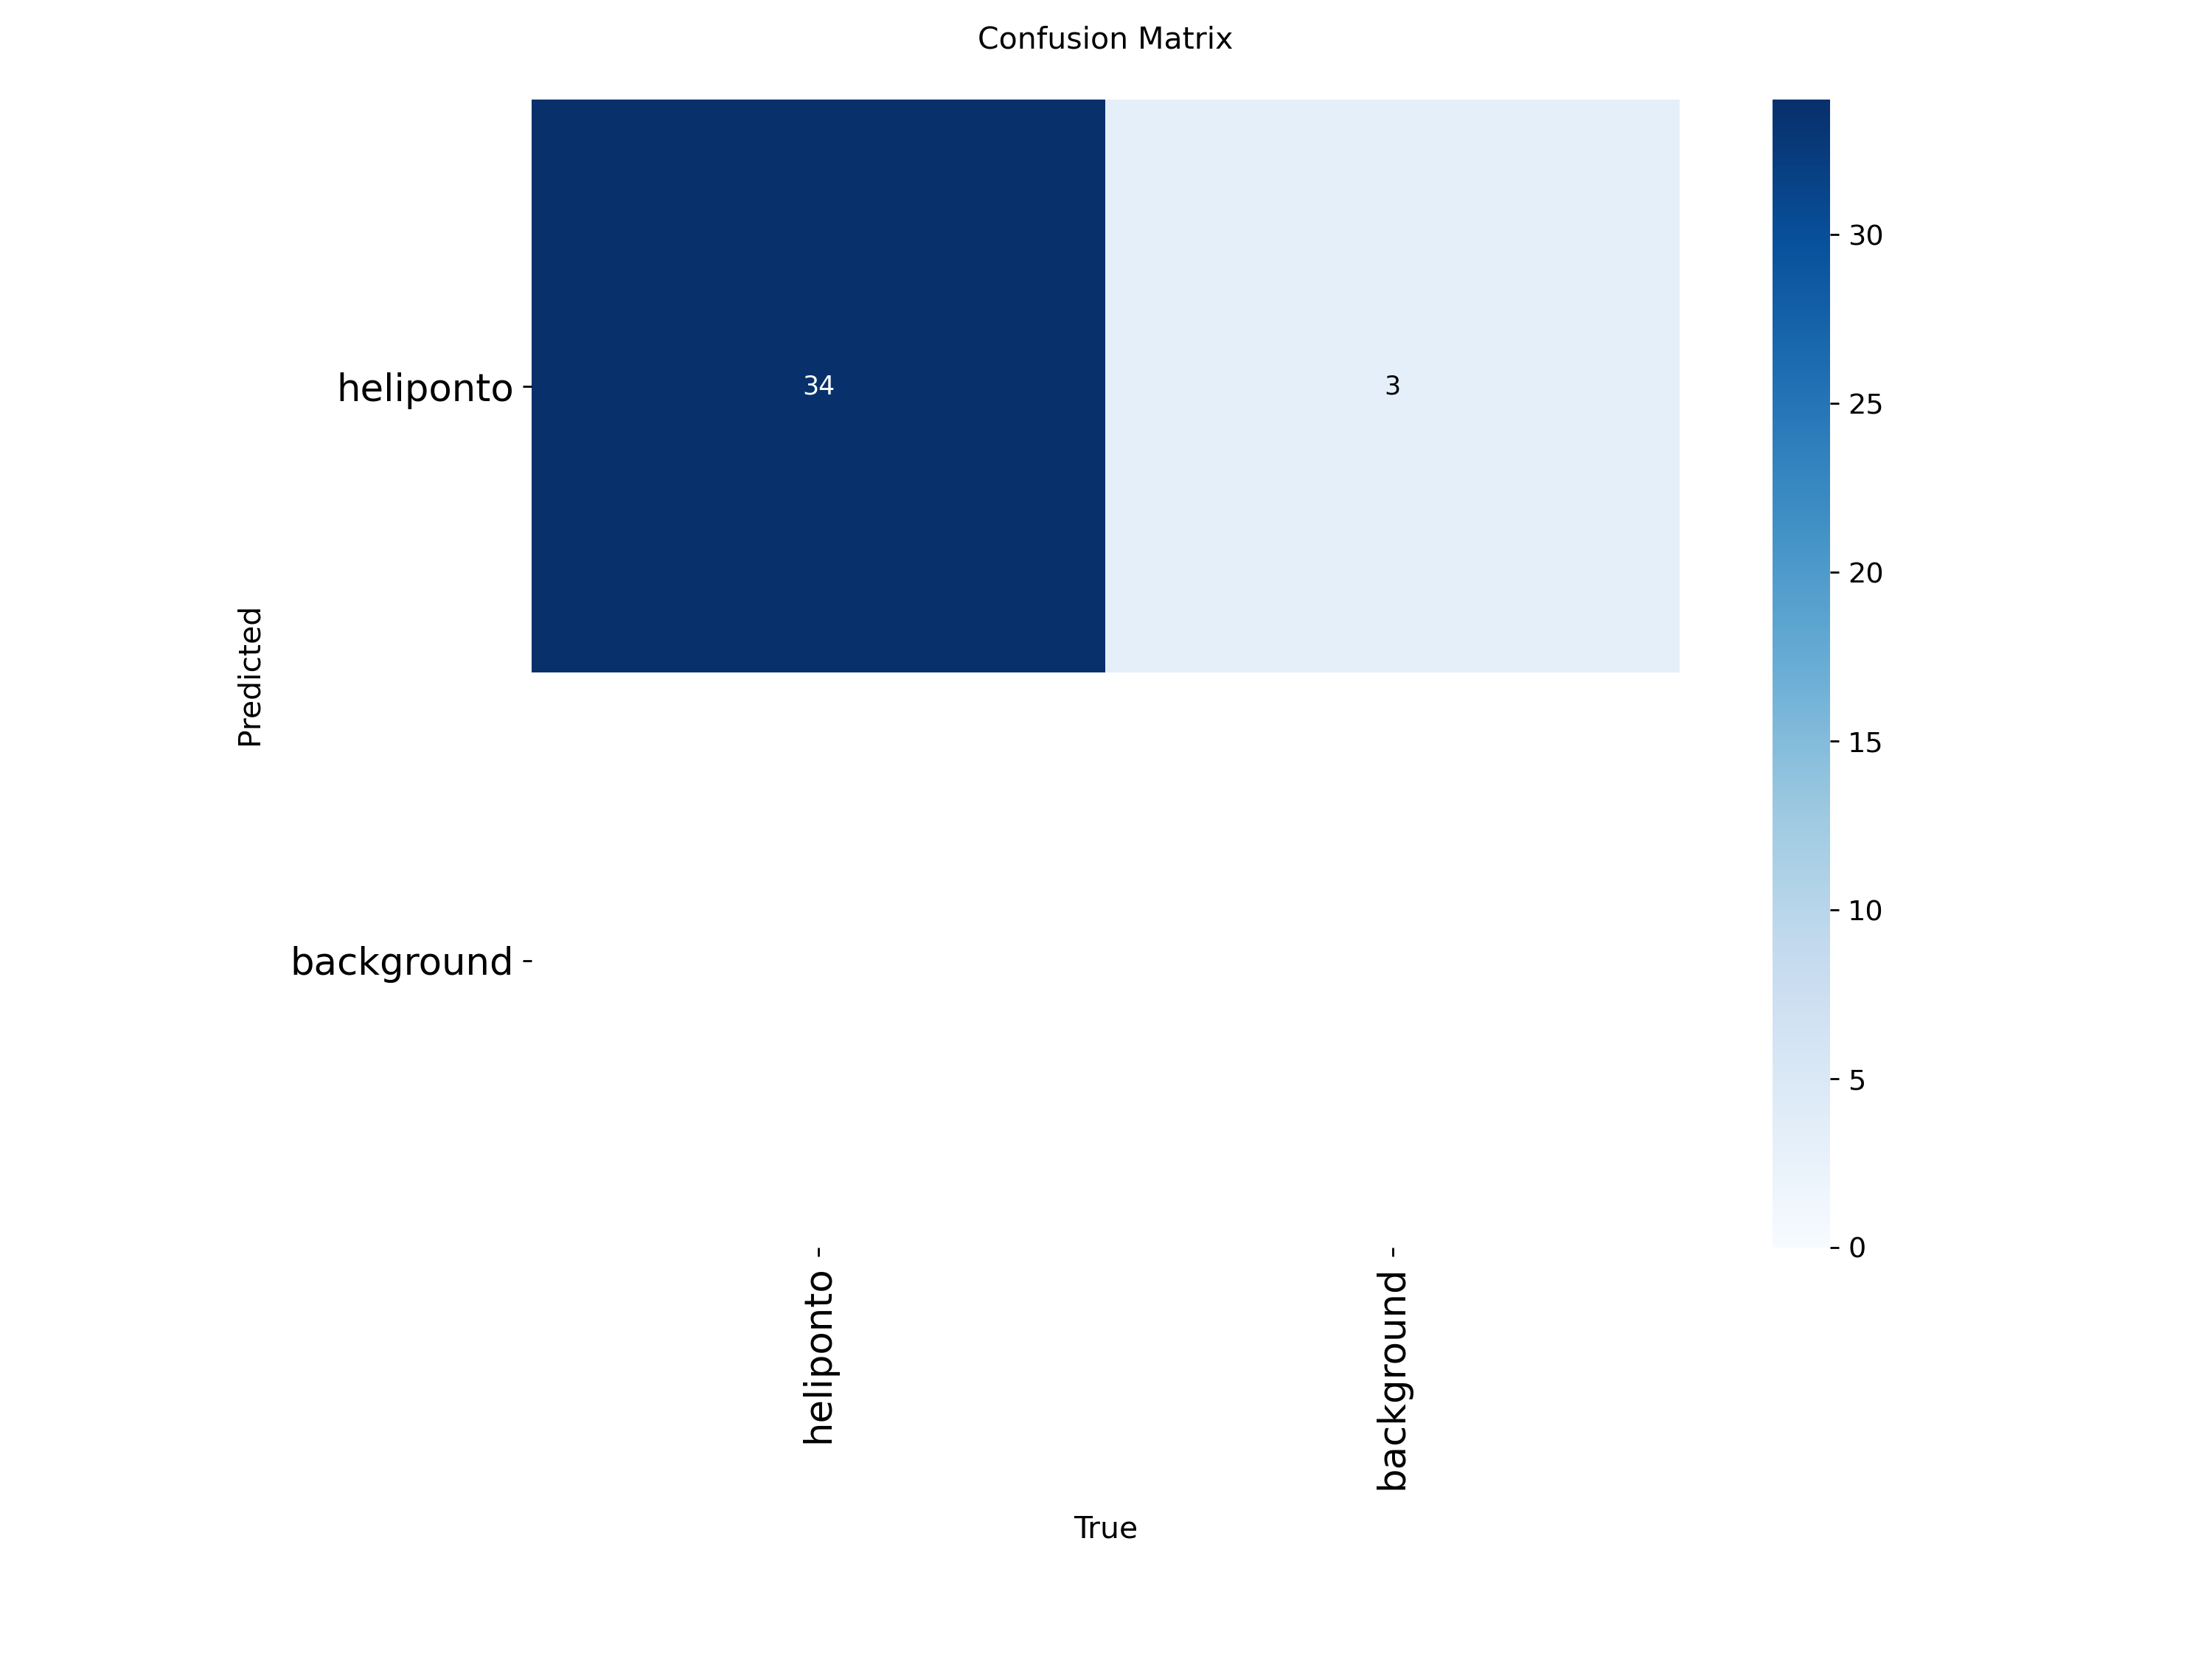 Confusion Matrix
heliponto
34
3
30
25
20
15
10
5
0
Predicted
background
heliponto
background
True